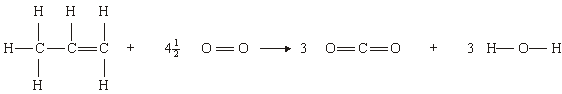 H H H
H—C—C=C + 4½ O=O ⟶ 3 O=C=O + 3 H—O—H
H H